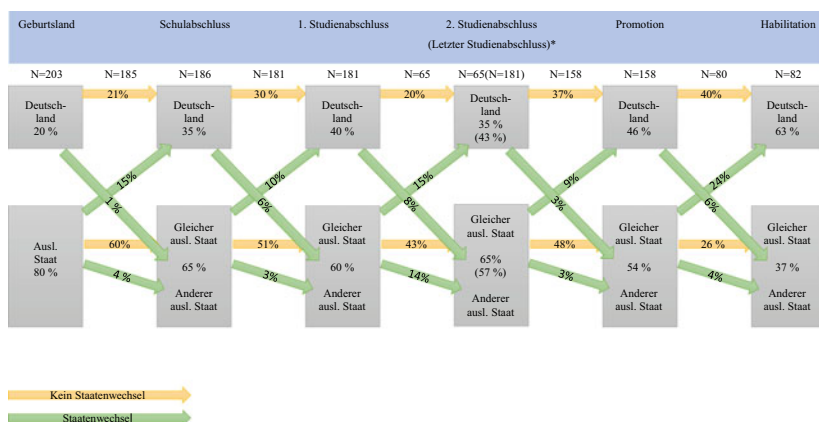 Geburtsland Schulabschluss 1. Studienabschluss 2. Studienabschluss Promotion Habilitation
(Letzter Studienabschluss)*
N=203 N=185 N=186 N=181 N=181 N=65 N=65(N=181) N=158 N=158 N=80 N=82
21% 30 % 20% 37% 40%
Deutsch-
land
20 %
Deutsch-
land
35 %
Deutsch-
land
40 %
Deutsch-
land
35 %
(43 %)
Deutsch-
land
46 %
Deutsch-
land
63 %
15% 10% 15% 9% 24%
1 % 6% 8% 3% 6%
Ausl.
Staat
80 %
Gleicher
ausl. Staat
65 %
Anderer
ausl. Staat
Gleicher
ausl. Staat
60 %
Anderer
ausl. Staat
Gleicher
ausl. Staat
65%
(57 %)
Anderer
ausl. Staat
Gleicher
ausl. Staat
54 %
Anderer
ausl. Staat
Gleicher
ausl. Staat
37 %
Anderer
ausl. Staat
60% 51% 43% 48% 26 %
4 % 3% 14% 3% 4%
Kein Staatenwechsel
Staatenwechsel